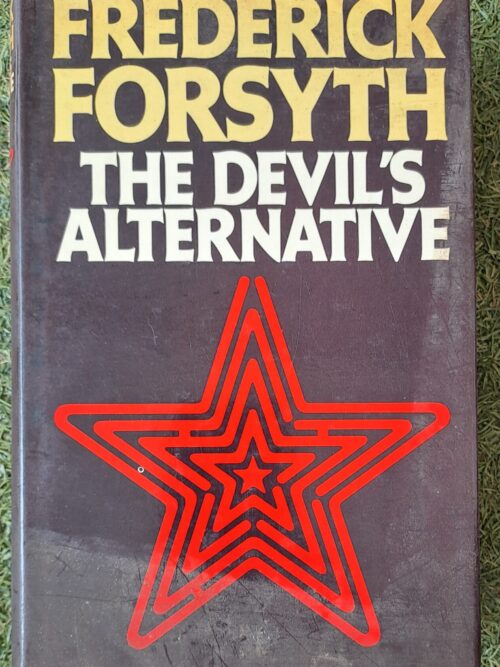 FREDERICK
FORSYTH
THE DEVIL'S
ALTERNATIVE